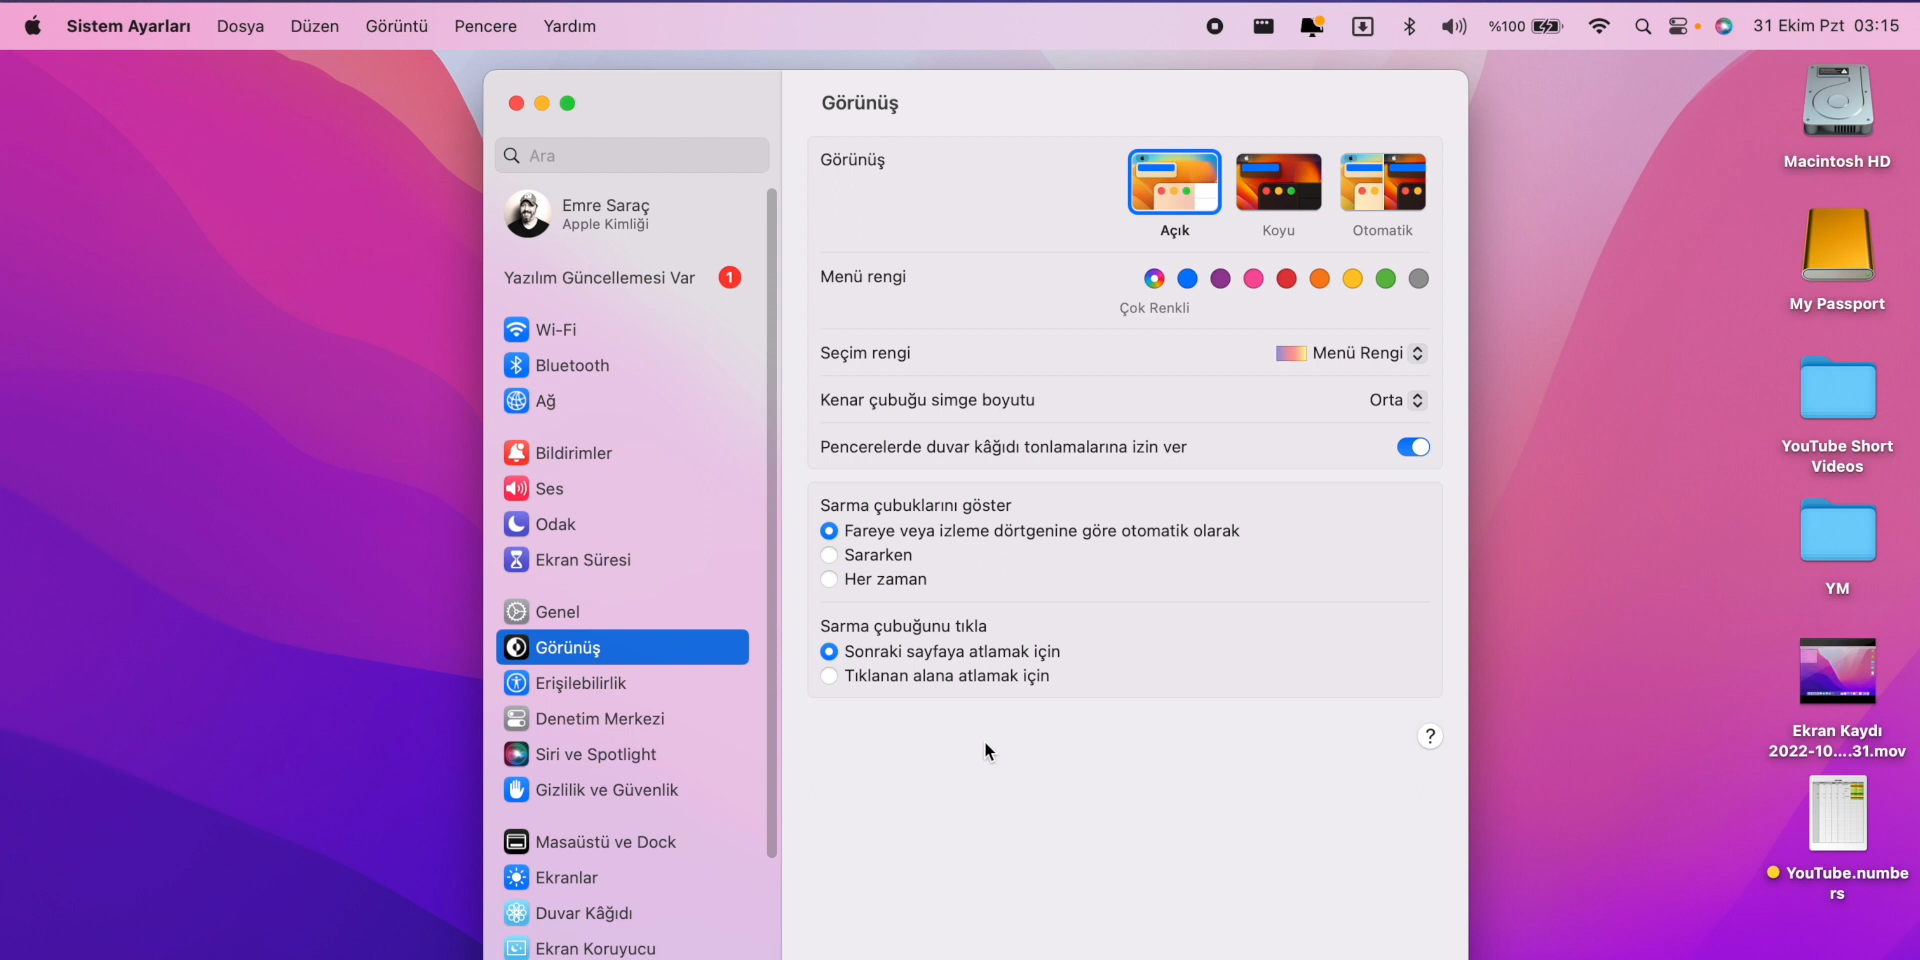 Sistem Ayarları Dosya Düzen Görüntü Pencere Yardım %100 31 Ekim Pzt 03:15
Ara
Emre Saraç
Apple Kimliği
Yazılım Güncellemesi Var 1
Wi-Fi
Bluetooth
Ağ
Bildirimler
Ses
Odak
Ekran Süresi
Genel
Görünüş
Erişilebilirlik
Denetim Merkezi
Siri ve Spotlight
Gizlilik ve Güvenlik
Masaüstü ve Dock
Ekranlar
Duvar Kâğıdı
Ekran Koruyucu
Görünüş
Görünüş
Açık Koyu Otomatik
Menü rengi
Çok Renkli
Seçim rengi Menü Rengi
Kenar çubuğu simge boyutu Orta
Pencerelerde duvar kâğıdı tonlamalarına izin ver
Sarma çubuklarını göster
Fareye veya izleme dörtgenine göre otomatik olarak
Sararken
Her zaman
Sarma çubuğunu tıkla
Sonraki sayfaya atlamak için
Tıklanan alana atlamak için
?
Macintosh HD
My Passport
YouTube Short
Videos
YM
Ekran Kaydı
2022-10....31.mov
YouTube.numbe
rs